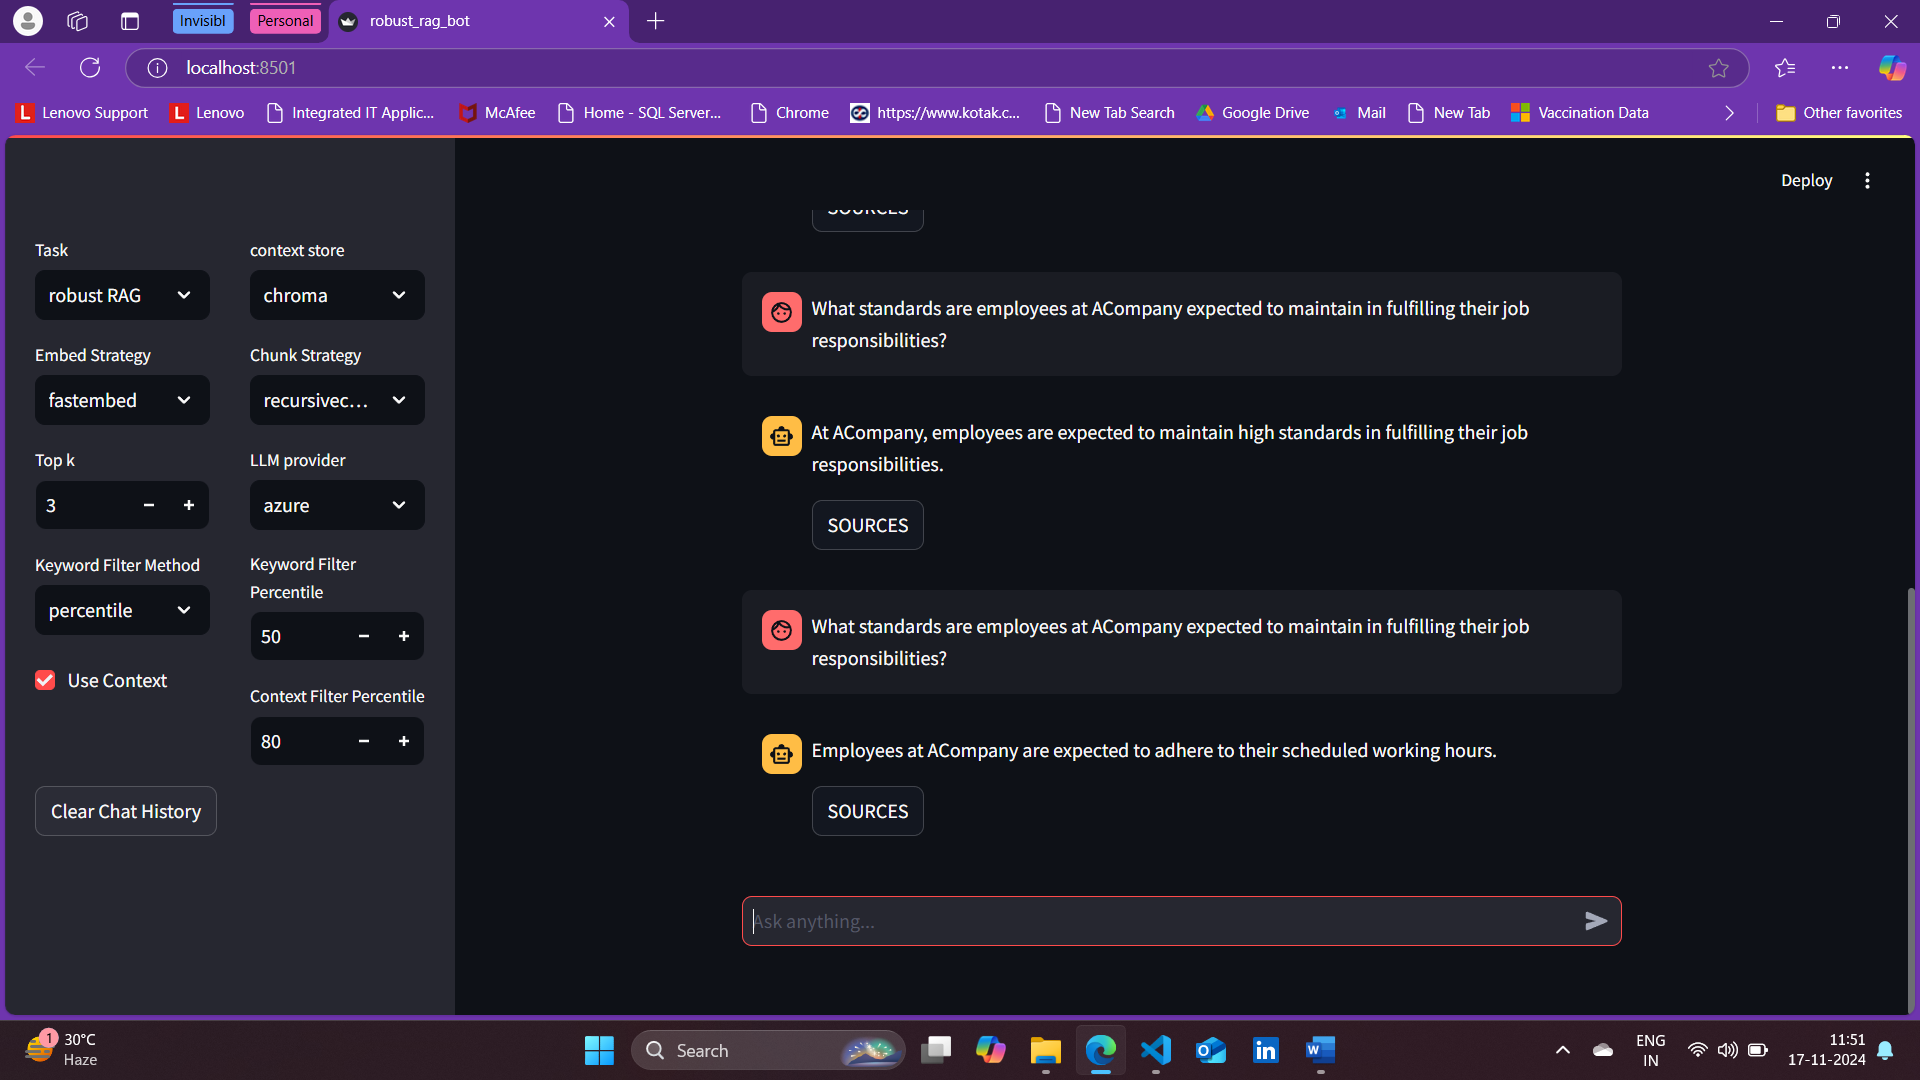 Invisibl
Personal
robust_rag_bot
localhost:8501
Lenovo Support
Lenovo
Integrated IT Applic...
McAfee
Home - SQL Server...
Chrome
https://www.kotak.c...
New Tab Search
Google Drive
Mail
New Tab
Vaccination Data
Other favorites
Deploy
Task
context store
robust RAG
chroma
Embed Strategy
Chunk Strategy
fastembed
recursivec...
Top k
LLM provider
3
azure
Keyword Filter Method
Keyword Filter
Percentile
percentile
50
Use Context
Context Filter Percentile
80
Clear Chat History
SOURCES
What standards are employees at ACompany expected to maintain in fulfilling their job
responsibilities?
At ACompany, employees are expected to maintain high standards in fulfilling their job
responsibilities.
SOURCES
What standards are employees at ACompany expected to maintain in fulfilling their job
responsibilities?
Employees at ACompany are expected to adhere to their scheduled working hours.
SOURCES
Ask anything...
1
30°C
Haze
Search
ENG
IN
11:51
17-11-2024